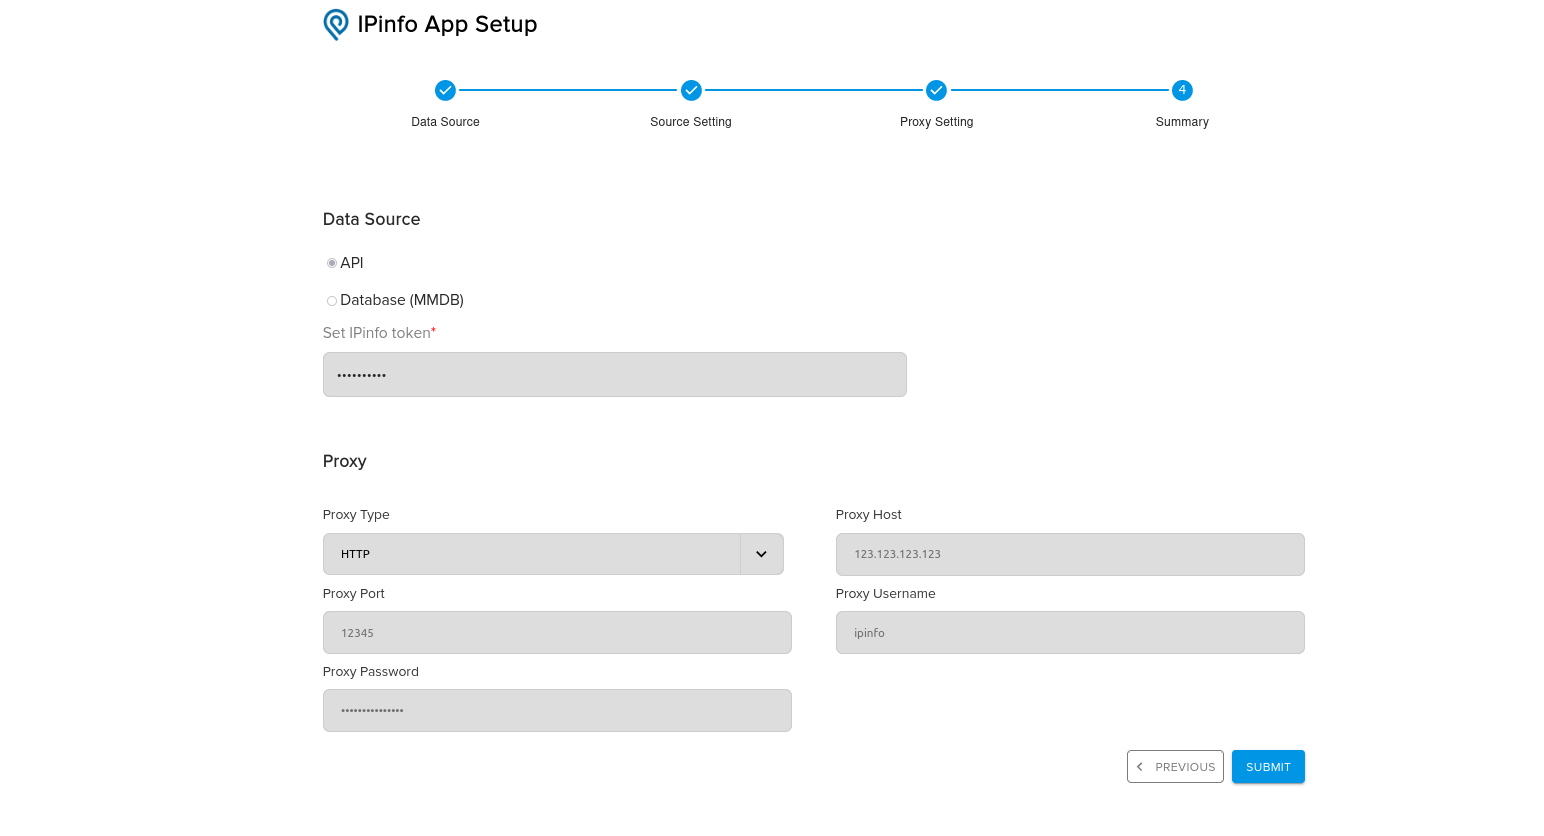 IPinfo App Setup
4
Data Source
Source Setting
Proxy Setting
Summary
Data Source
API
Database (MMDB)
Set IPinfo token*
••••••••••
Proxy
Proxy Type
Proxy Host
HTTP
123.123.123.123
Proxy Port
Proxy Username
12345
ipinfo
Proxy Password
•••••••••••••••
PREVIOUS
SUBMIT